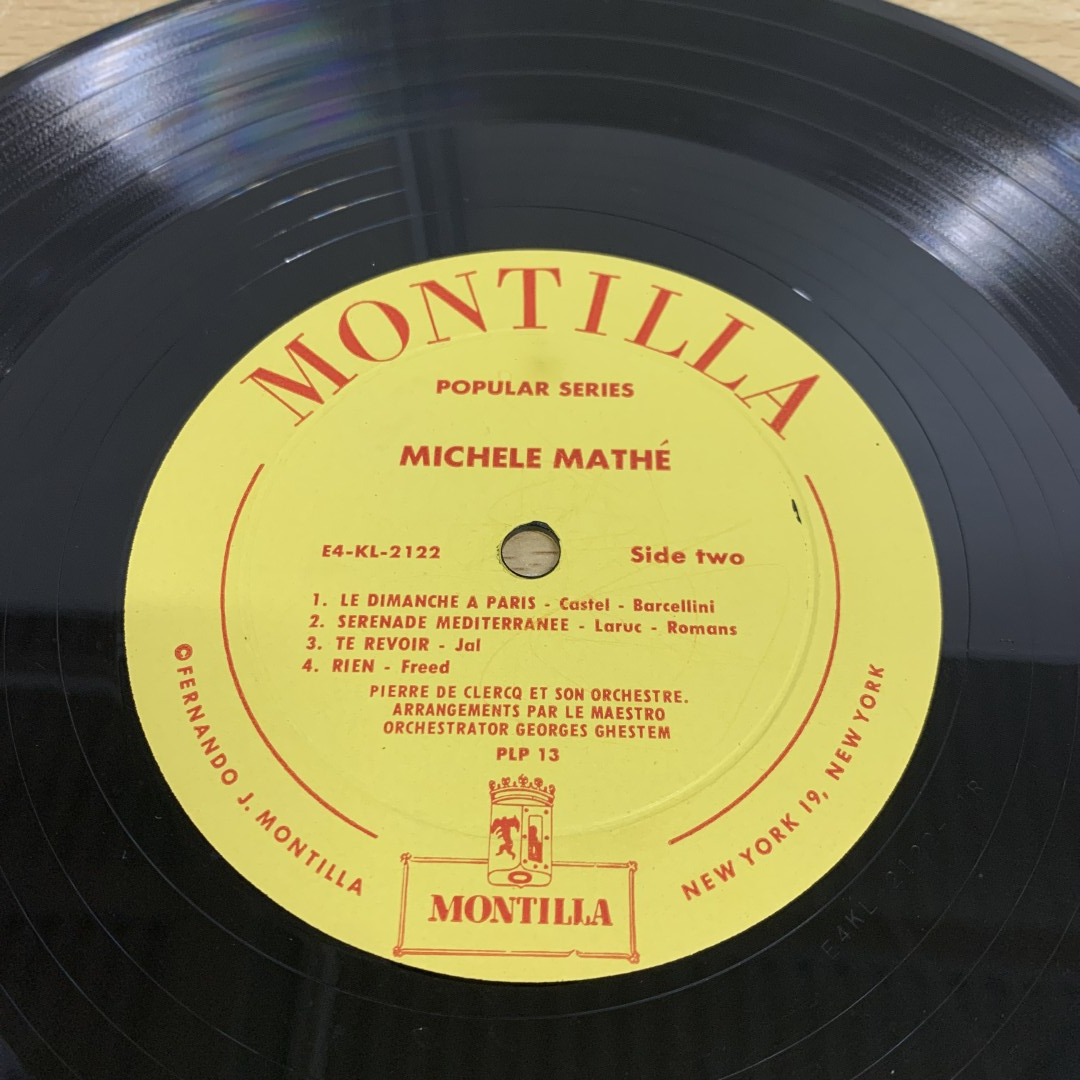 MONTILLA
POPULAR SERIES
MICHELE MATHÉ
E4-KL-2122 Side two
1. LE DIMANCHE A PARIS - Castel - Barcellini
2. SERENADE MEDITERRANEE - Laruc - Romans
3. TE REVOIR - Jal
4. RIEN - Freed
PIERRE DE CLERCQ ET SON ORCHESTRE.
ARRANGEMENTS PAR LE MAESTRO
ORCHESTRATOR GEORGES GHESTEM
PLP 13
© FERNANDO J. MONTILLA
NEW YORK 19, NEW YORK
MONTILLA
E4KL